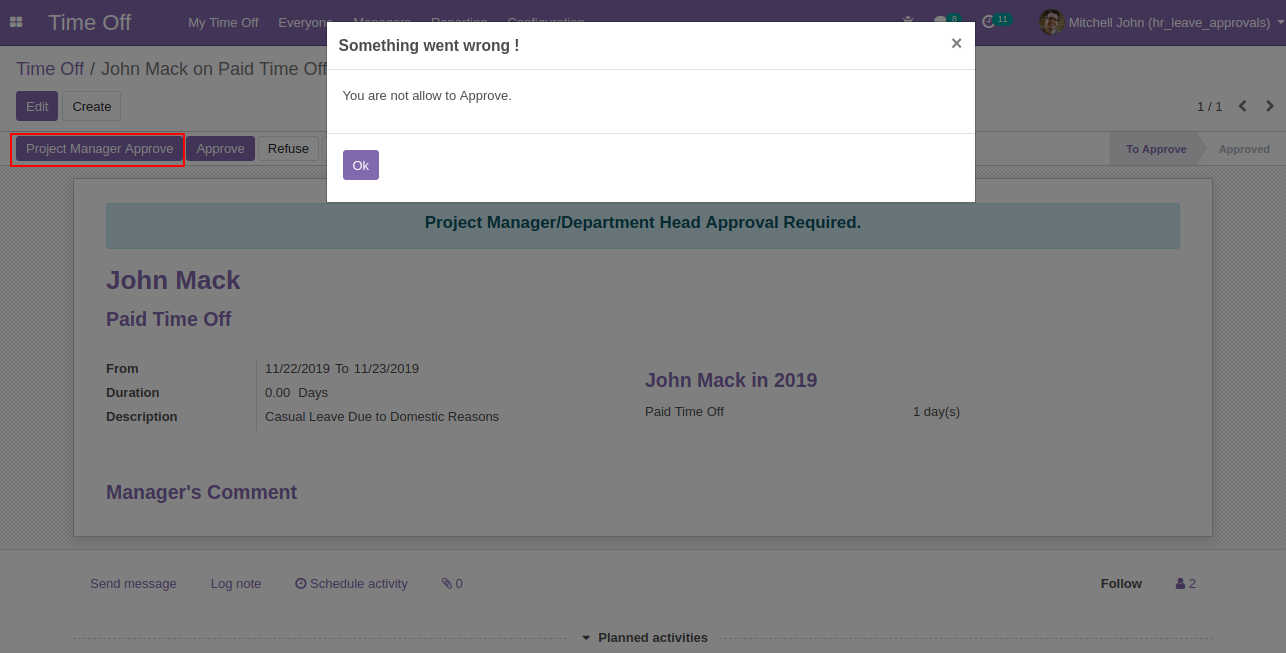 Time Off My Time Off Everyone Managers Reporting Configuration 8 11 Mitchell John (hr_leave_approvals)
Something went wrong ! ×
Time Off / John Mack on Paid Time Off
You are not allow to Approve.
Edit Create 1 / 1
Project Manager Approve Approve Refuse To Approve Approved
Ok
Project Manager/Department Head Approval Required.
John Mack
Paid Time Off
From 11/22/2019 To 11/23/2019
John Mack in 2019
Duration 0.00 Days
Paid Time Off 1 day(s)
Description Casual Leave Due to Domestic Reasons
Manager's Comment
Send message Log note Schedule activity 0 Follow 2
Planned activities